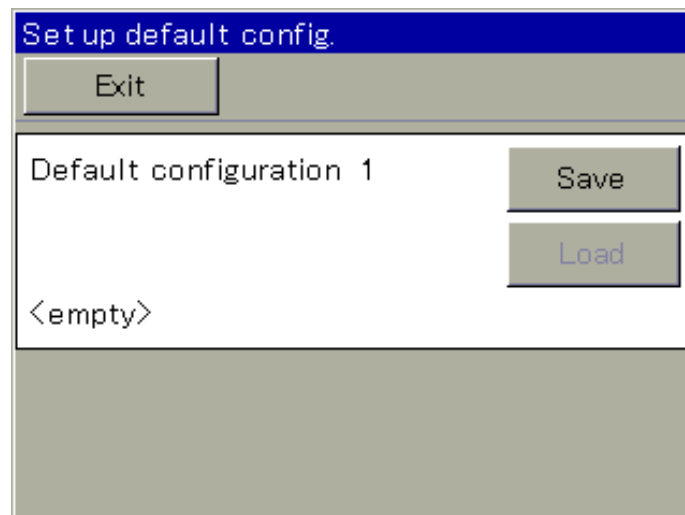 Set up default config.
Exit
Default configuration 1
Save
Load
<empty>